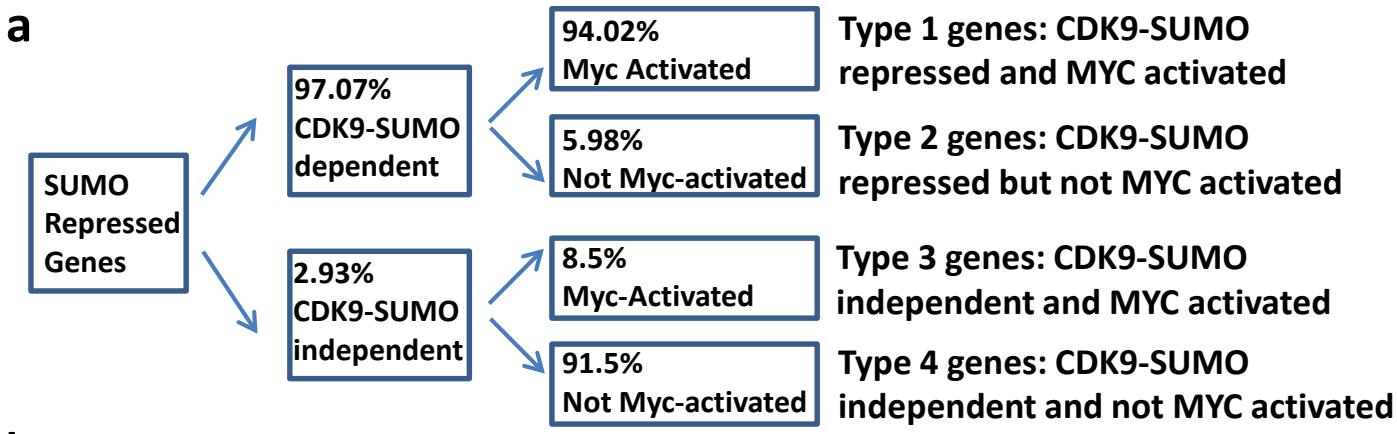 a
SUMO
Repressed
Genes
97.07%
CDK9-SUMO
dependent
2.93%
CDK9-SUMO
independent
94.02%
Myc Activated
5.98%
Not Myc-activated
8.5%
Myc-Activated
91.5%
Not Myc-activated
Type 1 genes: CDK9-SUMO
repressed and MYC activated
Type 2 genes: CDK9-SUMO
repressed but not MYC activated
Type 3 genes: CDK9-SUMO
independent and MYC activated
Type 4 genes: CDK9-SUMO
independent and not MYC activated